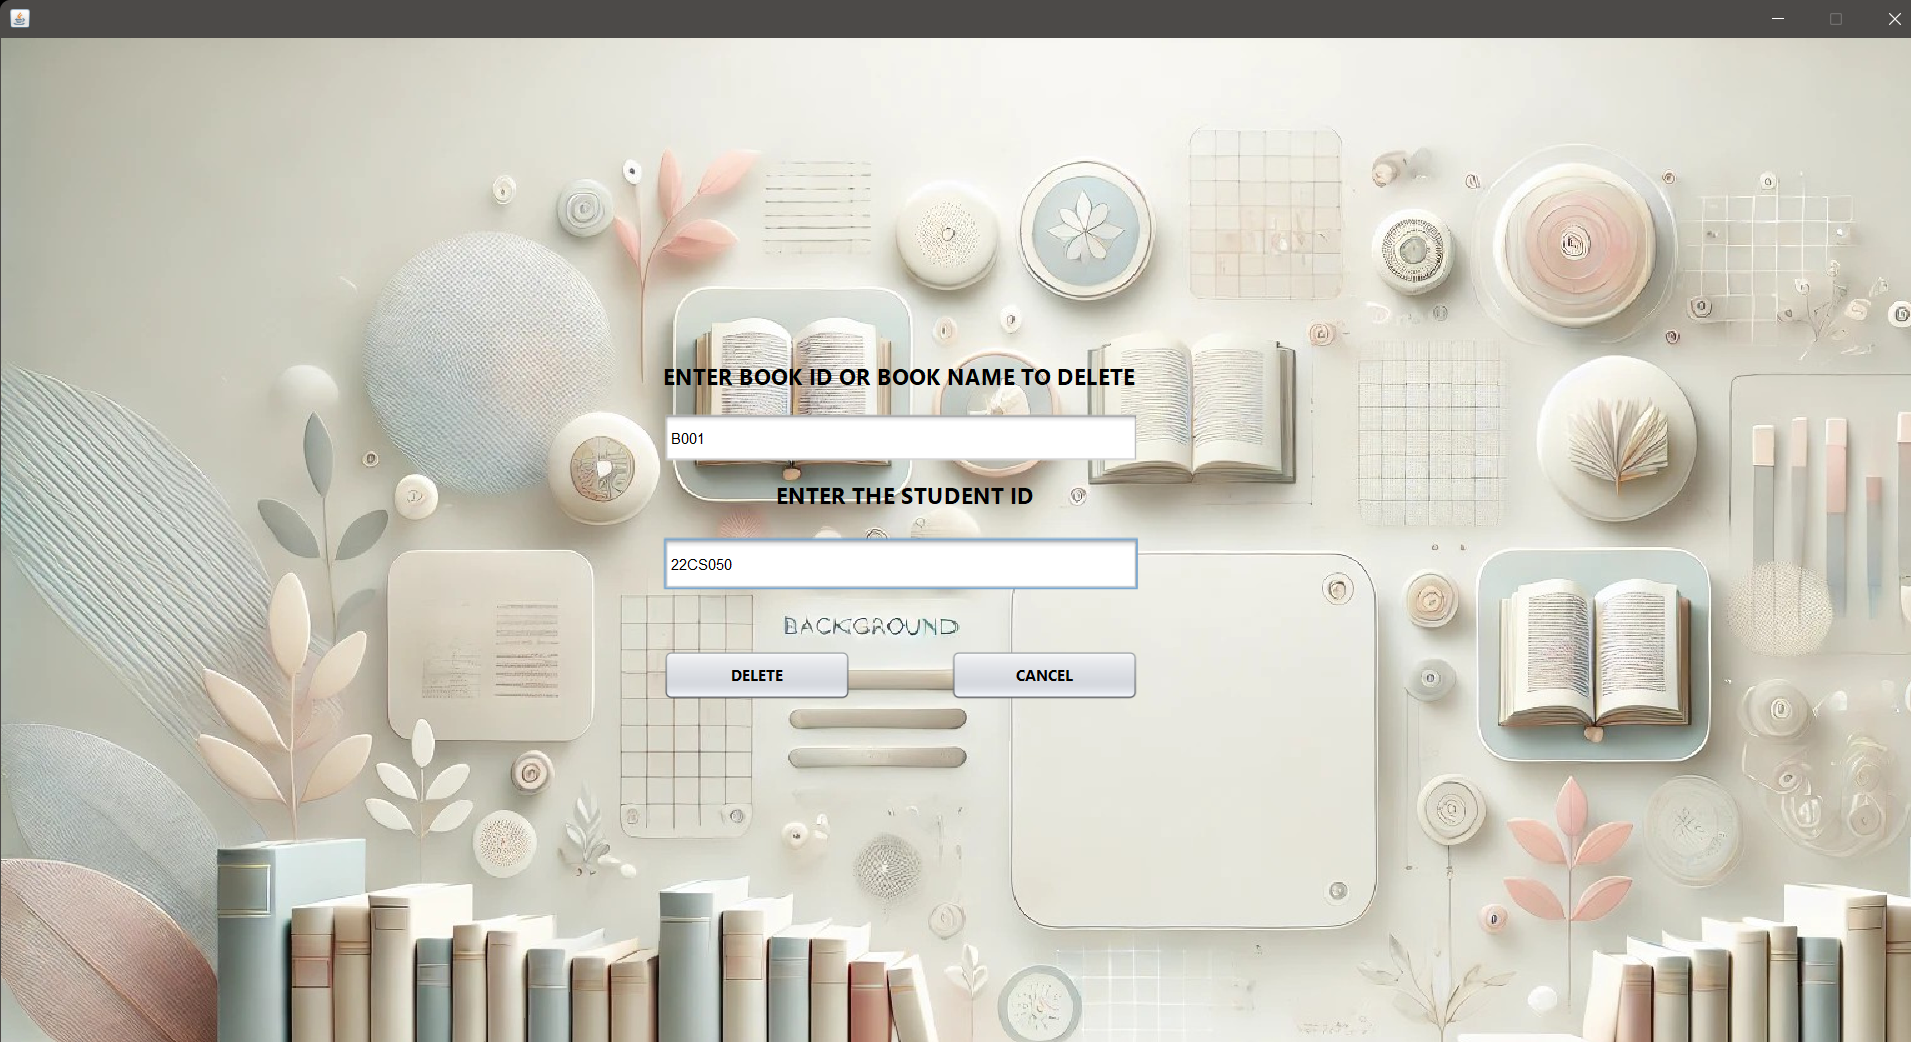 ENTER BOOK ID OR BOOK NAME TO DELETE
B001
ENTER THE STUDENT ID
22CS050
BACKGROUND
DELETE
CANCEL